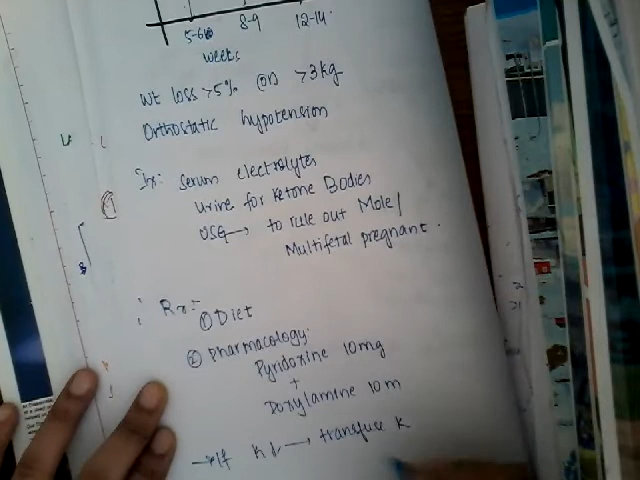 5-6 8-9 12-14
weeks
Wt loss >5% (OR) >3kg
Orthostatic hypotension
Ix: Serum electrolytes
Urine for Ketone Bodies
USG → to rule out Mole/
Multifetal pregnant.
Rx:-
① Diet
② Pharmacology:
Pyridoxine 10mg
+
Doxylamine 10m
→ If K↓ → transfuse K